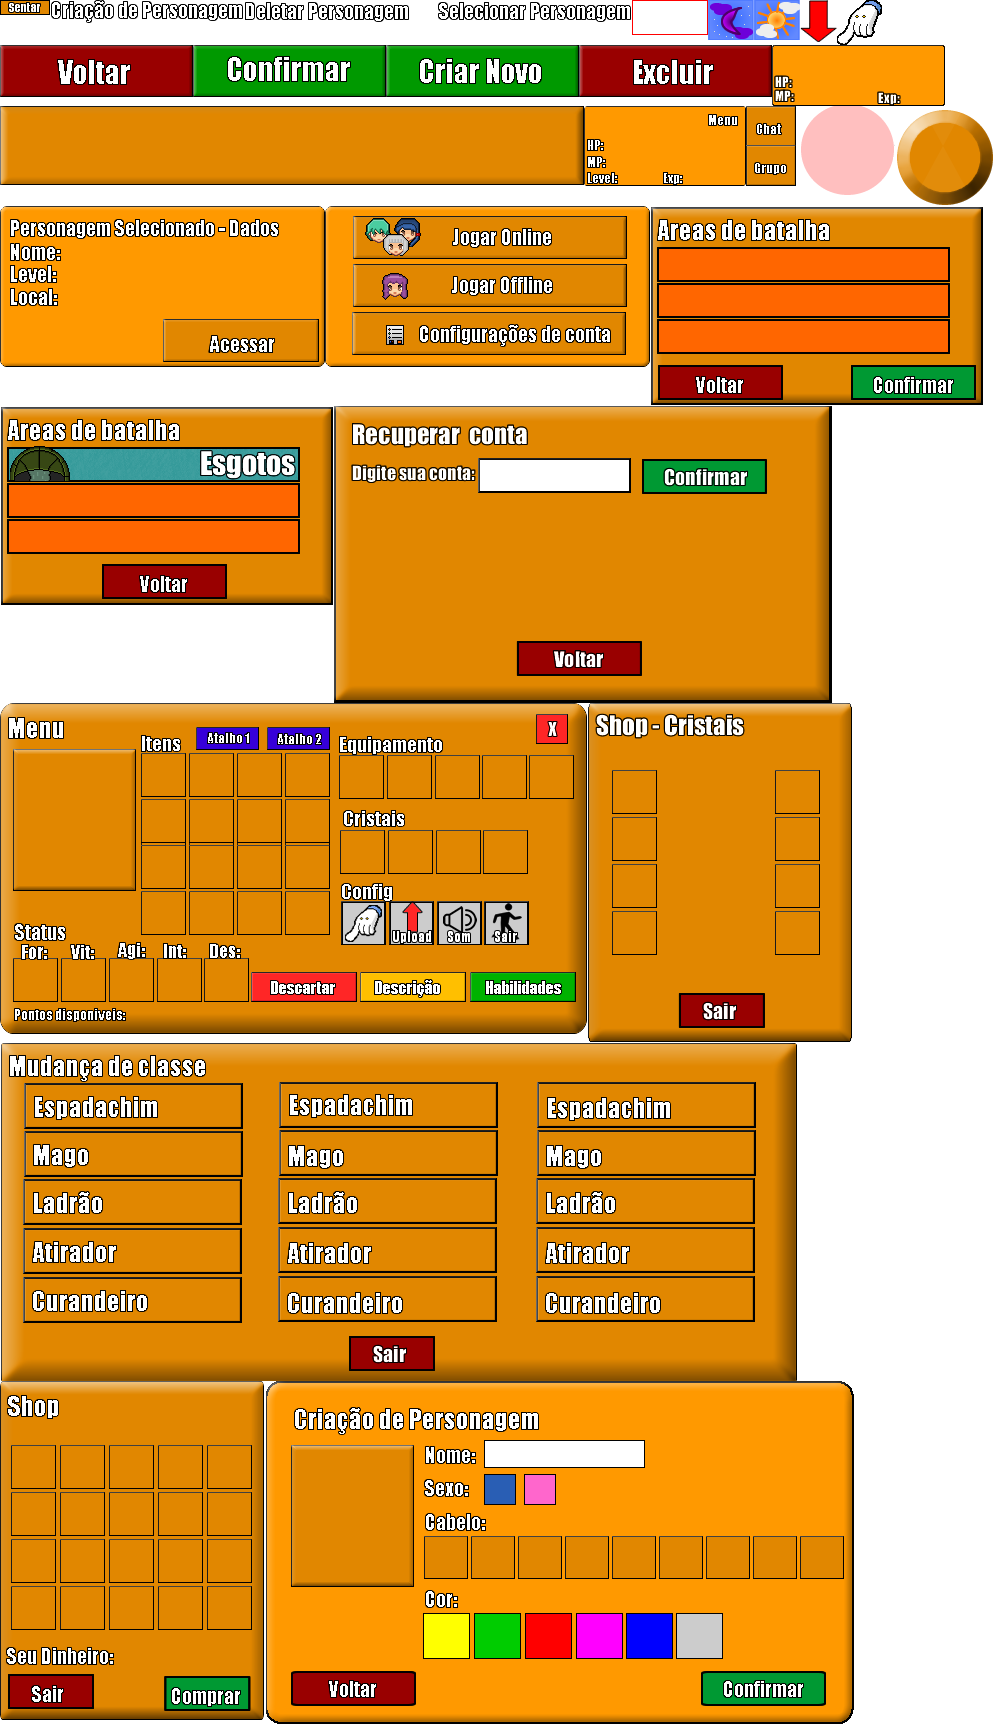 Sentar
Criação de Personagem
Deletar Personagem
Selecionar Personagem
Voltar
Confirmar
Criar Novo
Excluir
HP:
MP:
Exp:
Menu
HP:
MP:
Level:
Exp:
Chat
Grupo
Personagem Selecionado - Dados
Nome:
Level:
Local:
Acessar
Jogar Online
Jogar Offline
Configurações de conta
Areas de batalha
Voltar
Confirmar
Areas de batalha
Esgotos
Voltar
Recuperar conta
Digite sua conta:
Confirmar
Voltar
Menu
Itens
Atalho 1
Atalho 2
Equipamento
X
Cristais
Config
Upload
Som
Sair
Status
For:
Vit:
Agi:
Int:
Des:
Descartar
Descrição
Habilidades
Pontos disponiveis:
Shop - Cristais
Sair
Mudança de classe
Espadachim
Espadachim
Espadachim
Mago
Mago
Mago
Ladrão
Ladrão
Ladrão
Atirador
Atirador
Atirador
Curandeiro
Curandeiro
Curandeiro
Sair
Shop
Seu Dinheiro:
Sair
Comprar
Criação de Personagem
Nome:
Sexo:
Cabelo:
Cor:
Voltar
Confirmar